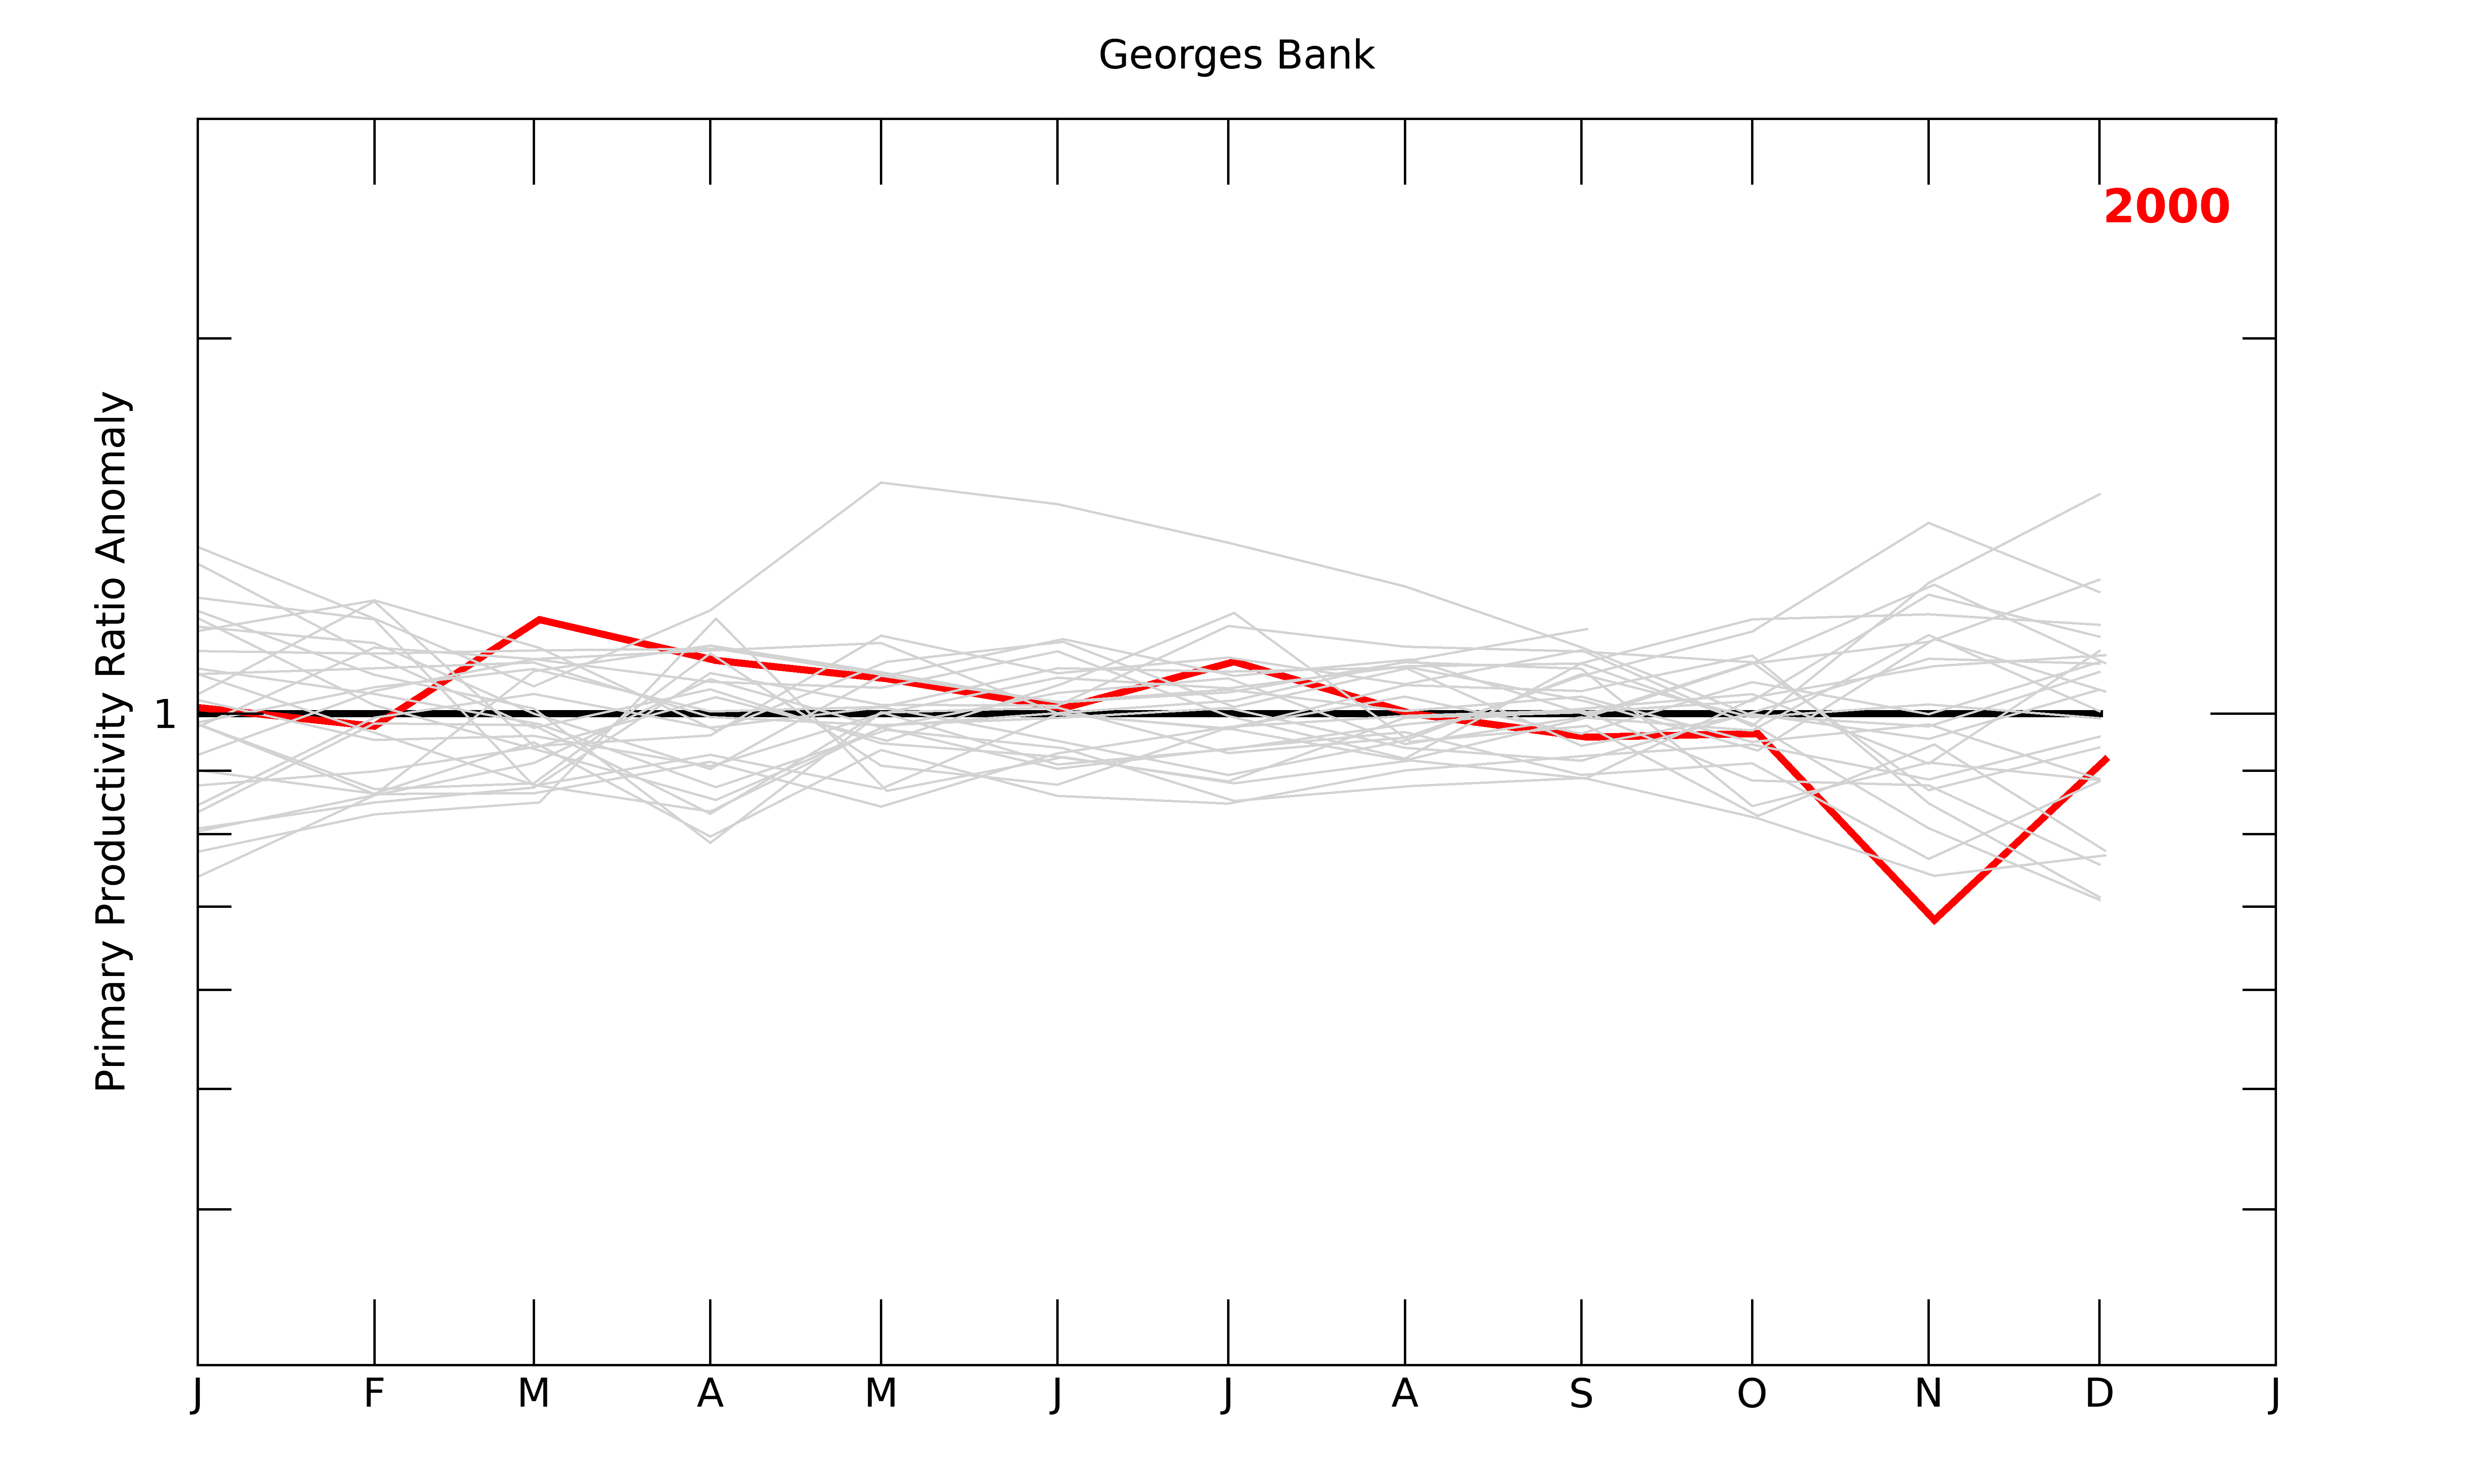 Georges Bank
2000
Primary Productivity Ratio Anomaly
1
J F M A M J J A S O N D J